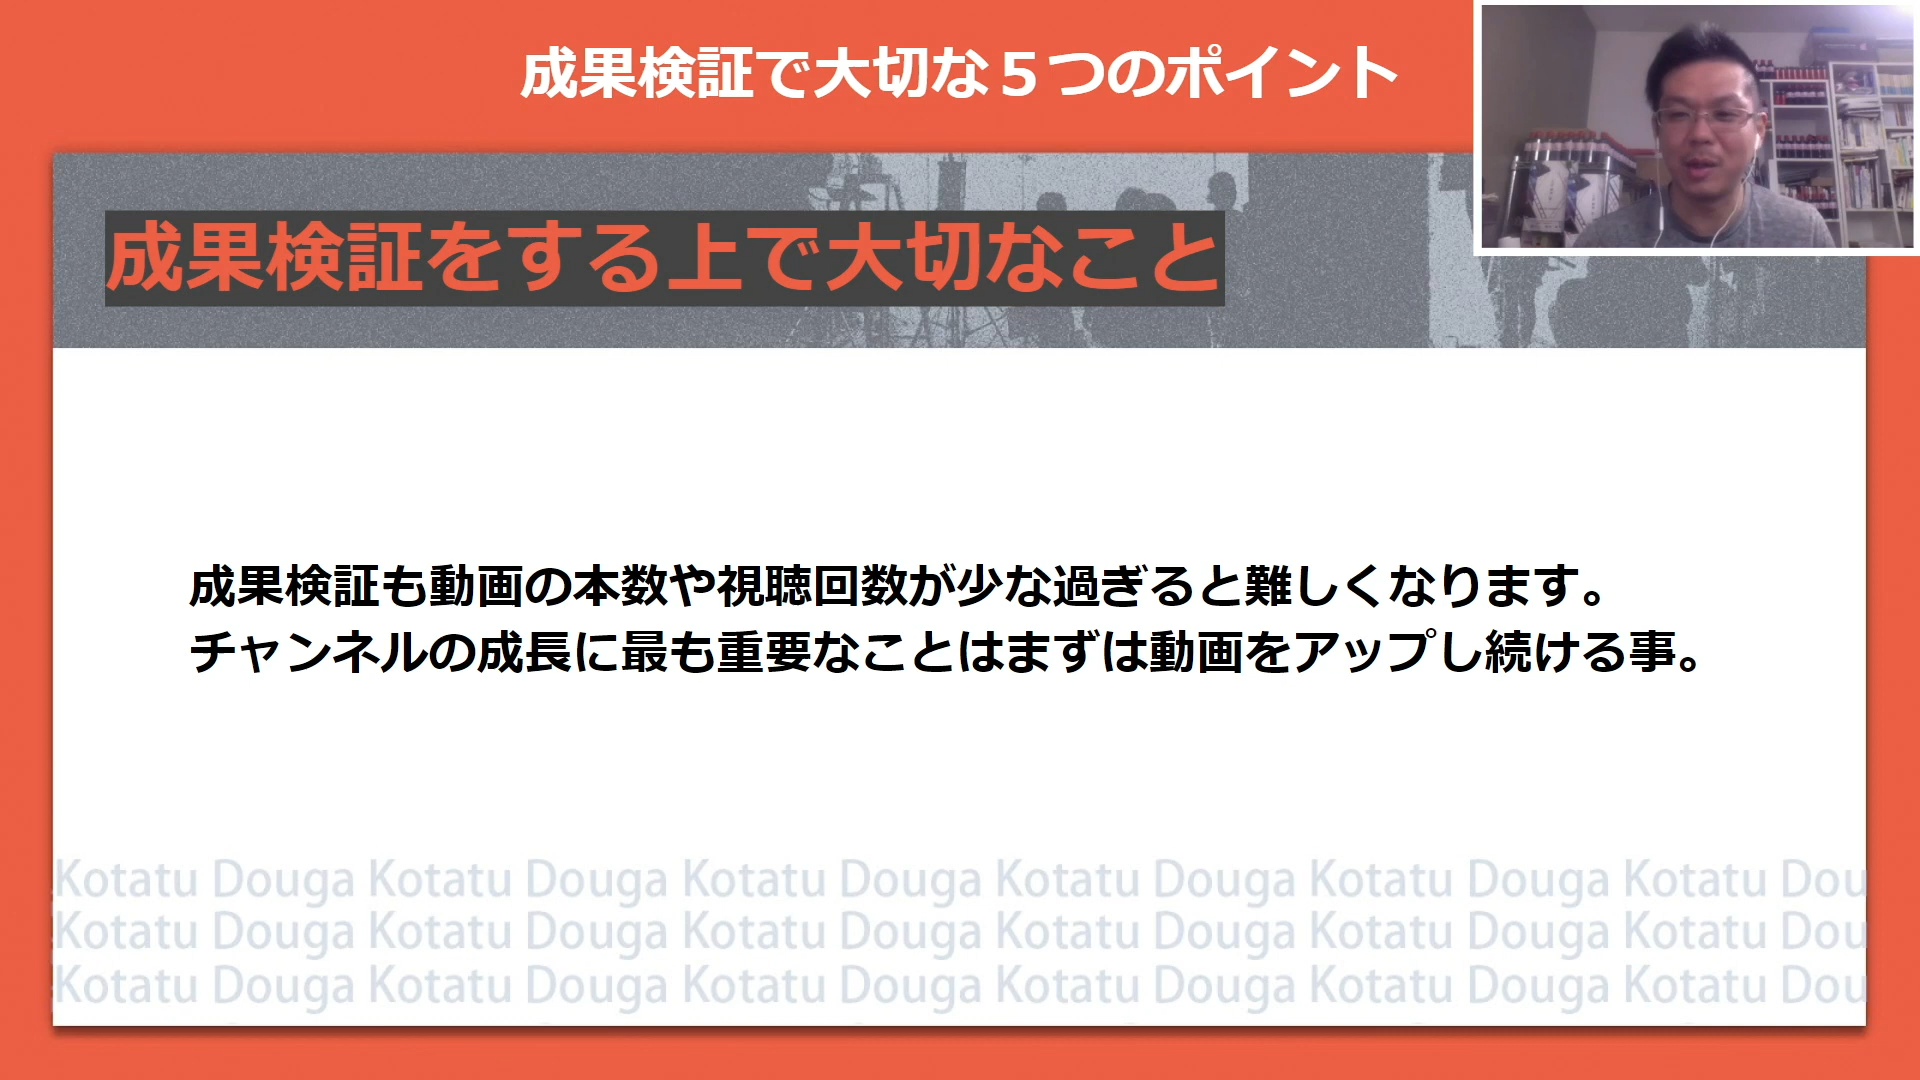 成果検証で大切な５つのポイント
成果検証をする上で大切なこと
成果検証も動画の本数や視聴回数が少な過ぎると難しくなります。
チャンネルの成長に最も重要なことはまずは動画をアップし続ける事。
Kotatu Douga Kotatu Douga Kotatu Douga Kotatu Douga Kotatu Douga Kotatu Dou
Kotatu Douga Kotatu Douga Kotatu Douga Kotatu Douga Kotatu Douga Kotatu Dou
Kotatu Douga Kotatu Douga Kotatu Douga Kotatu Douga Kotatu Douga Kotatu Dou